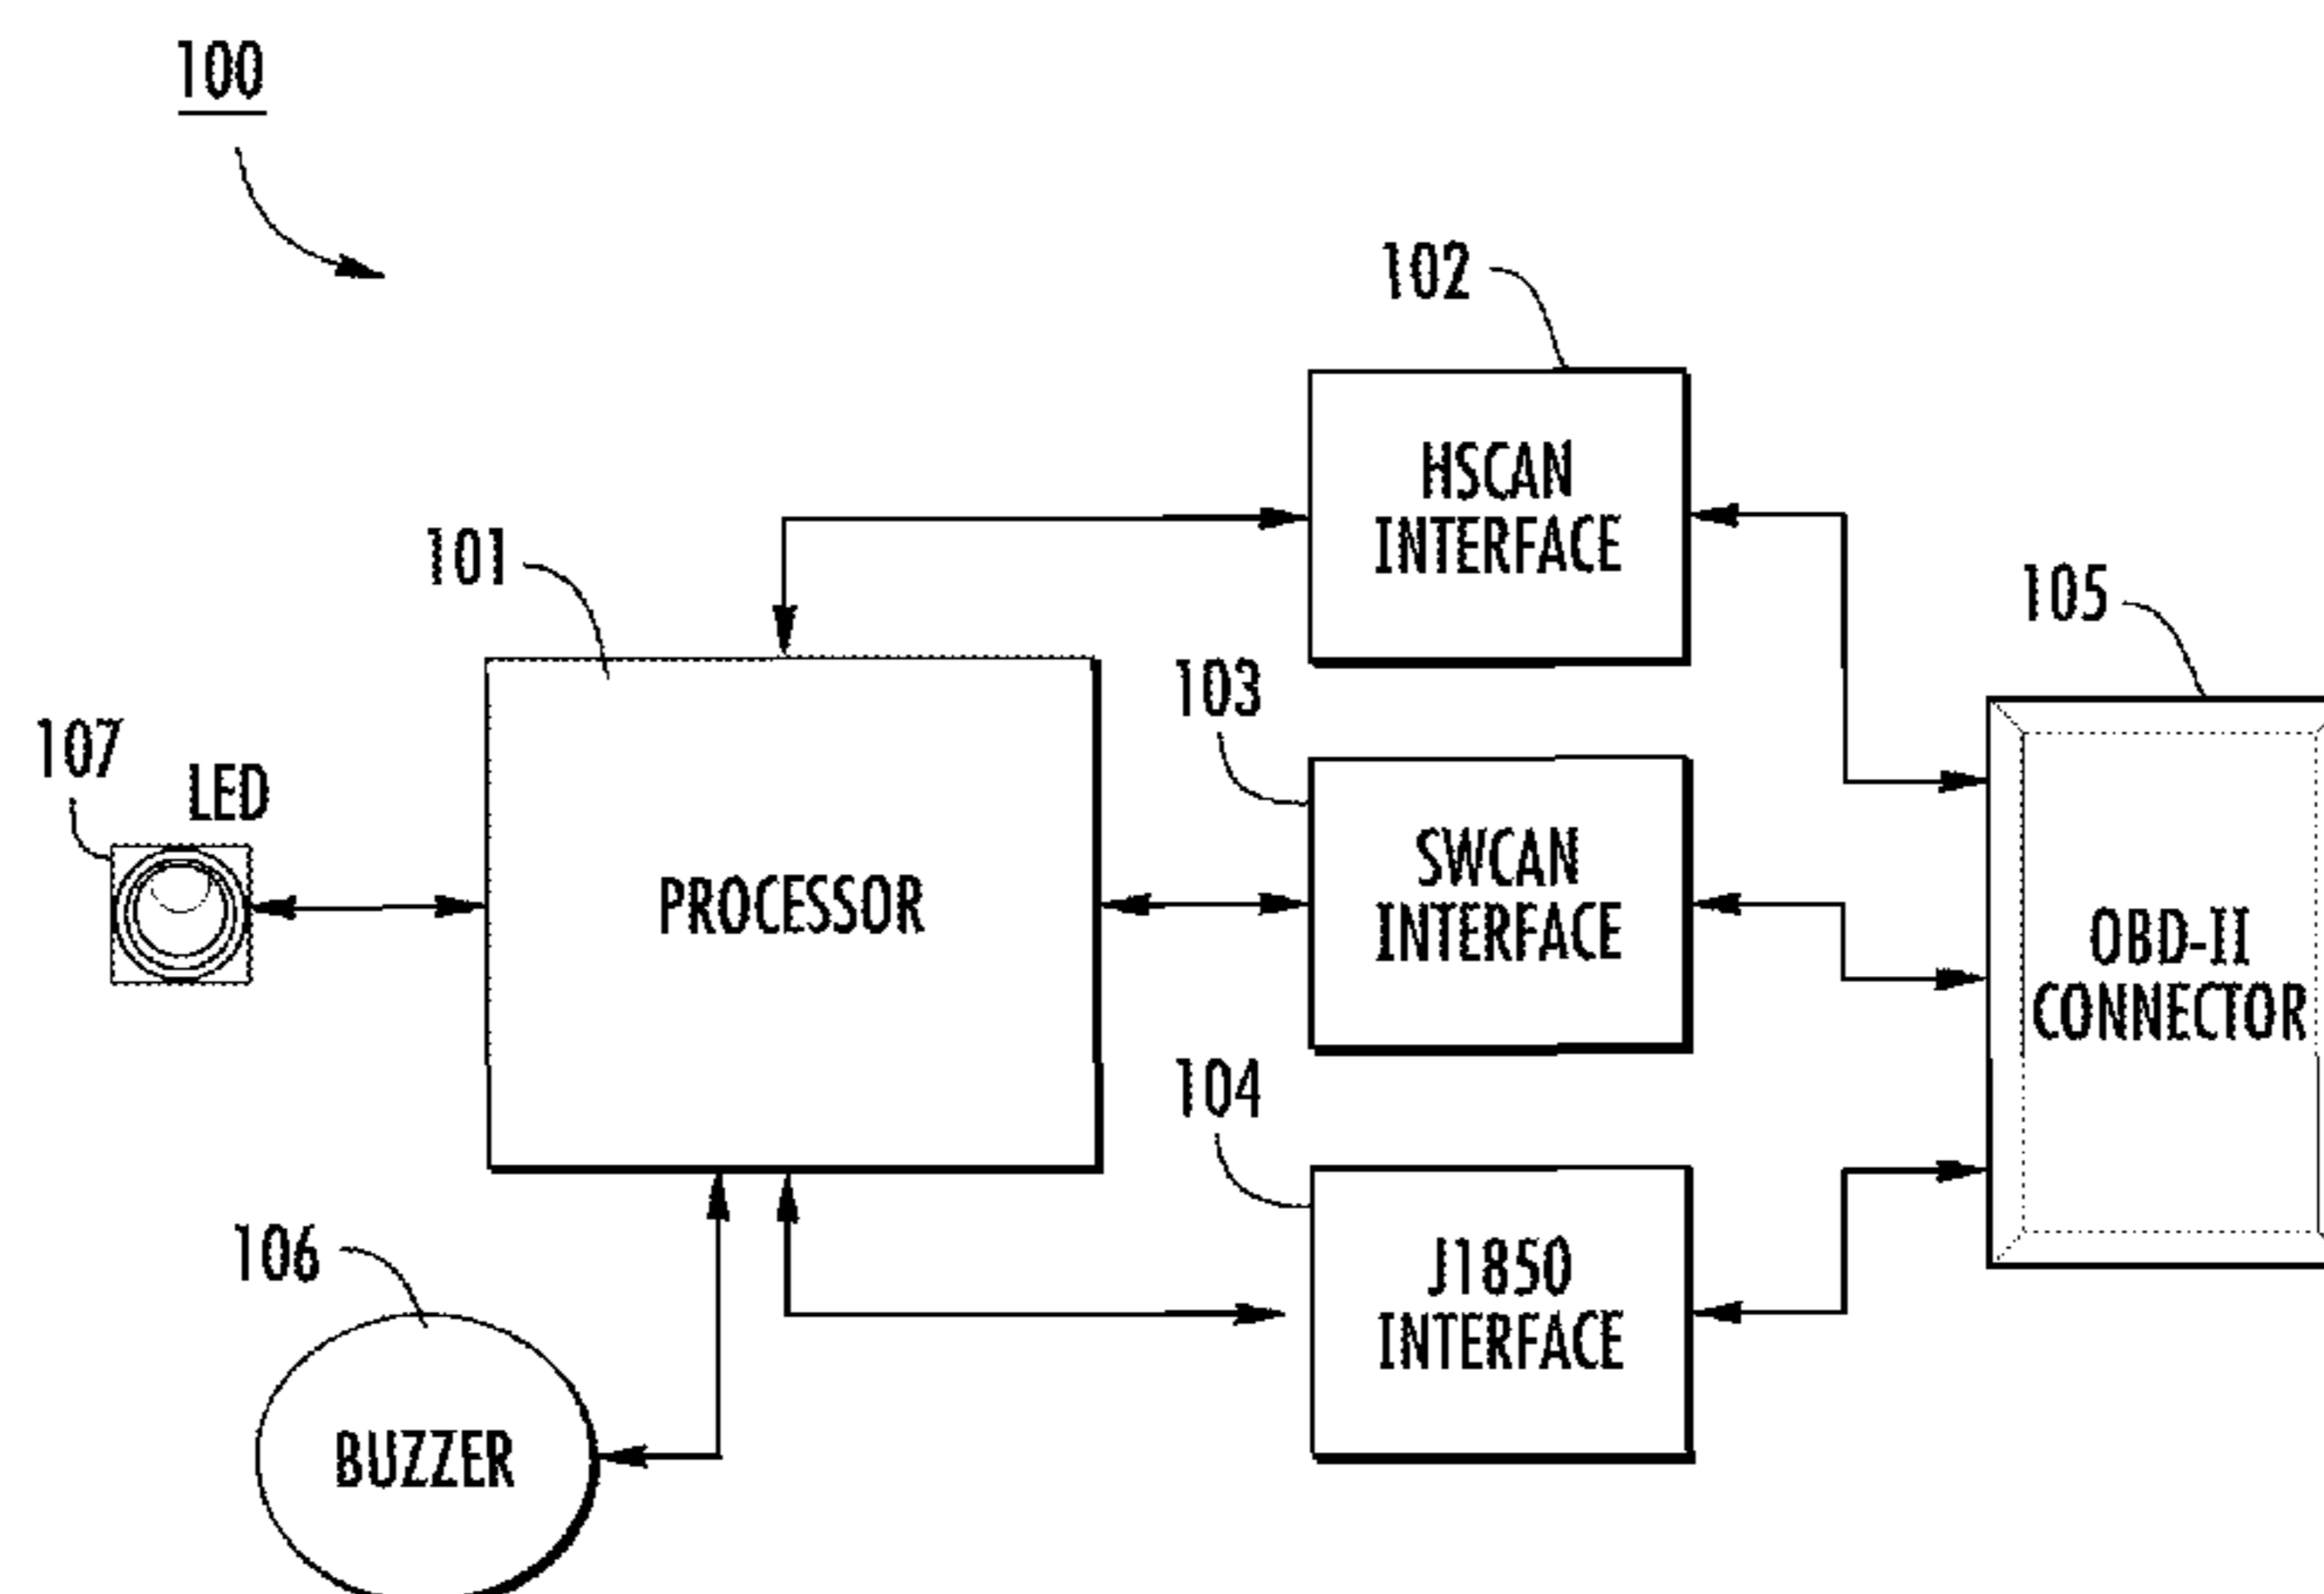 100
102
HSCAN
INTERFACE
101
105
103
107
LED
SWCAN
INTERFACE
PROCESSOR
OBD-II
CONNECTOR
104
106
J1850
INTERFACE
BUZZER